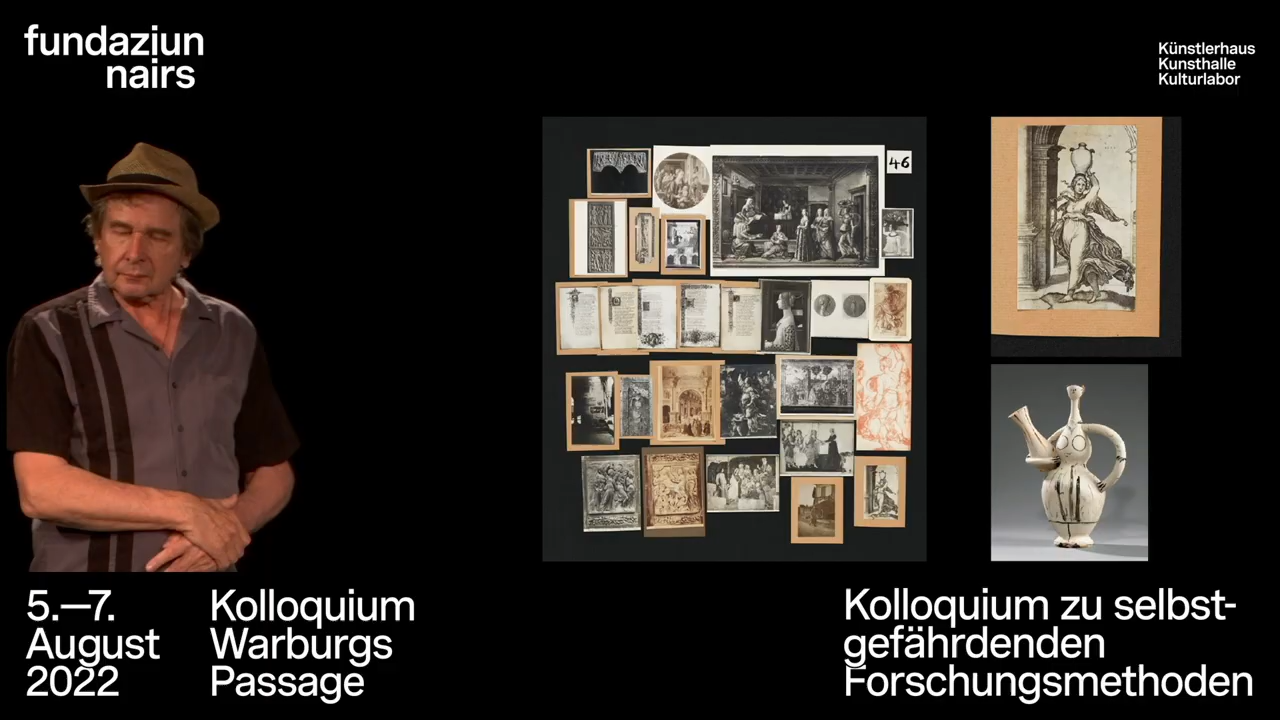 fundaziun
nairs
Künstlerhaus
Kunsthalle
Kulturlabor
46
5.—7.
August
2022
Kolloquium
Warburgs
Passage
Kolloquium zu selbst-
gefährdenden
Forschungsmethoden